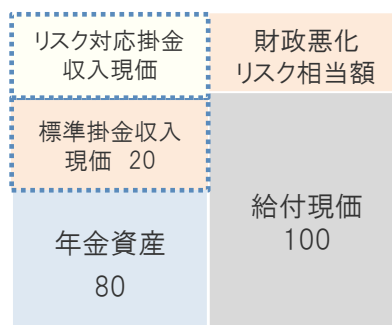 リスク対応掛金
収入現価
財政悪化
リスク相当額
標準掛金収入
現価 20
給付現価
100
年金資産
80